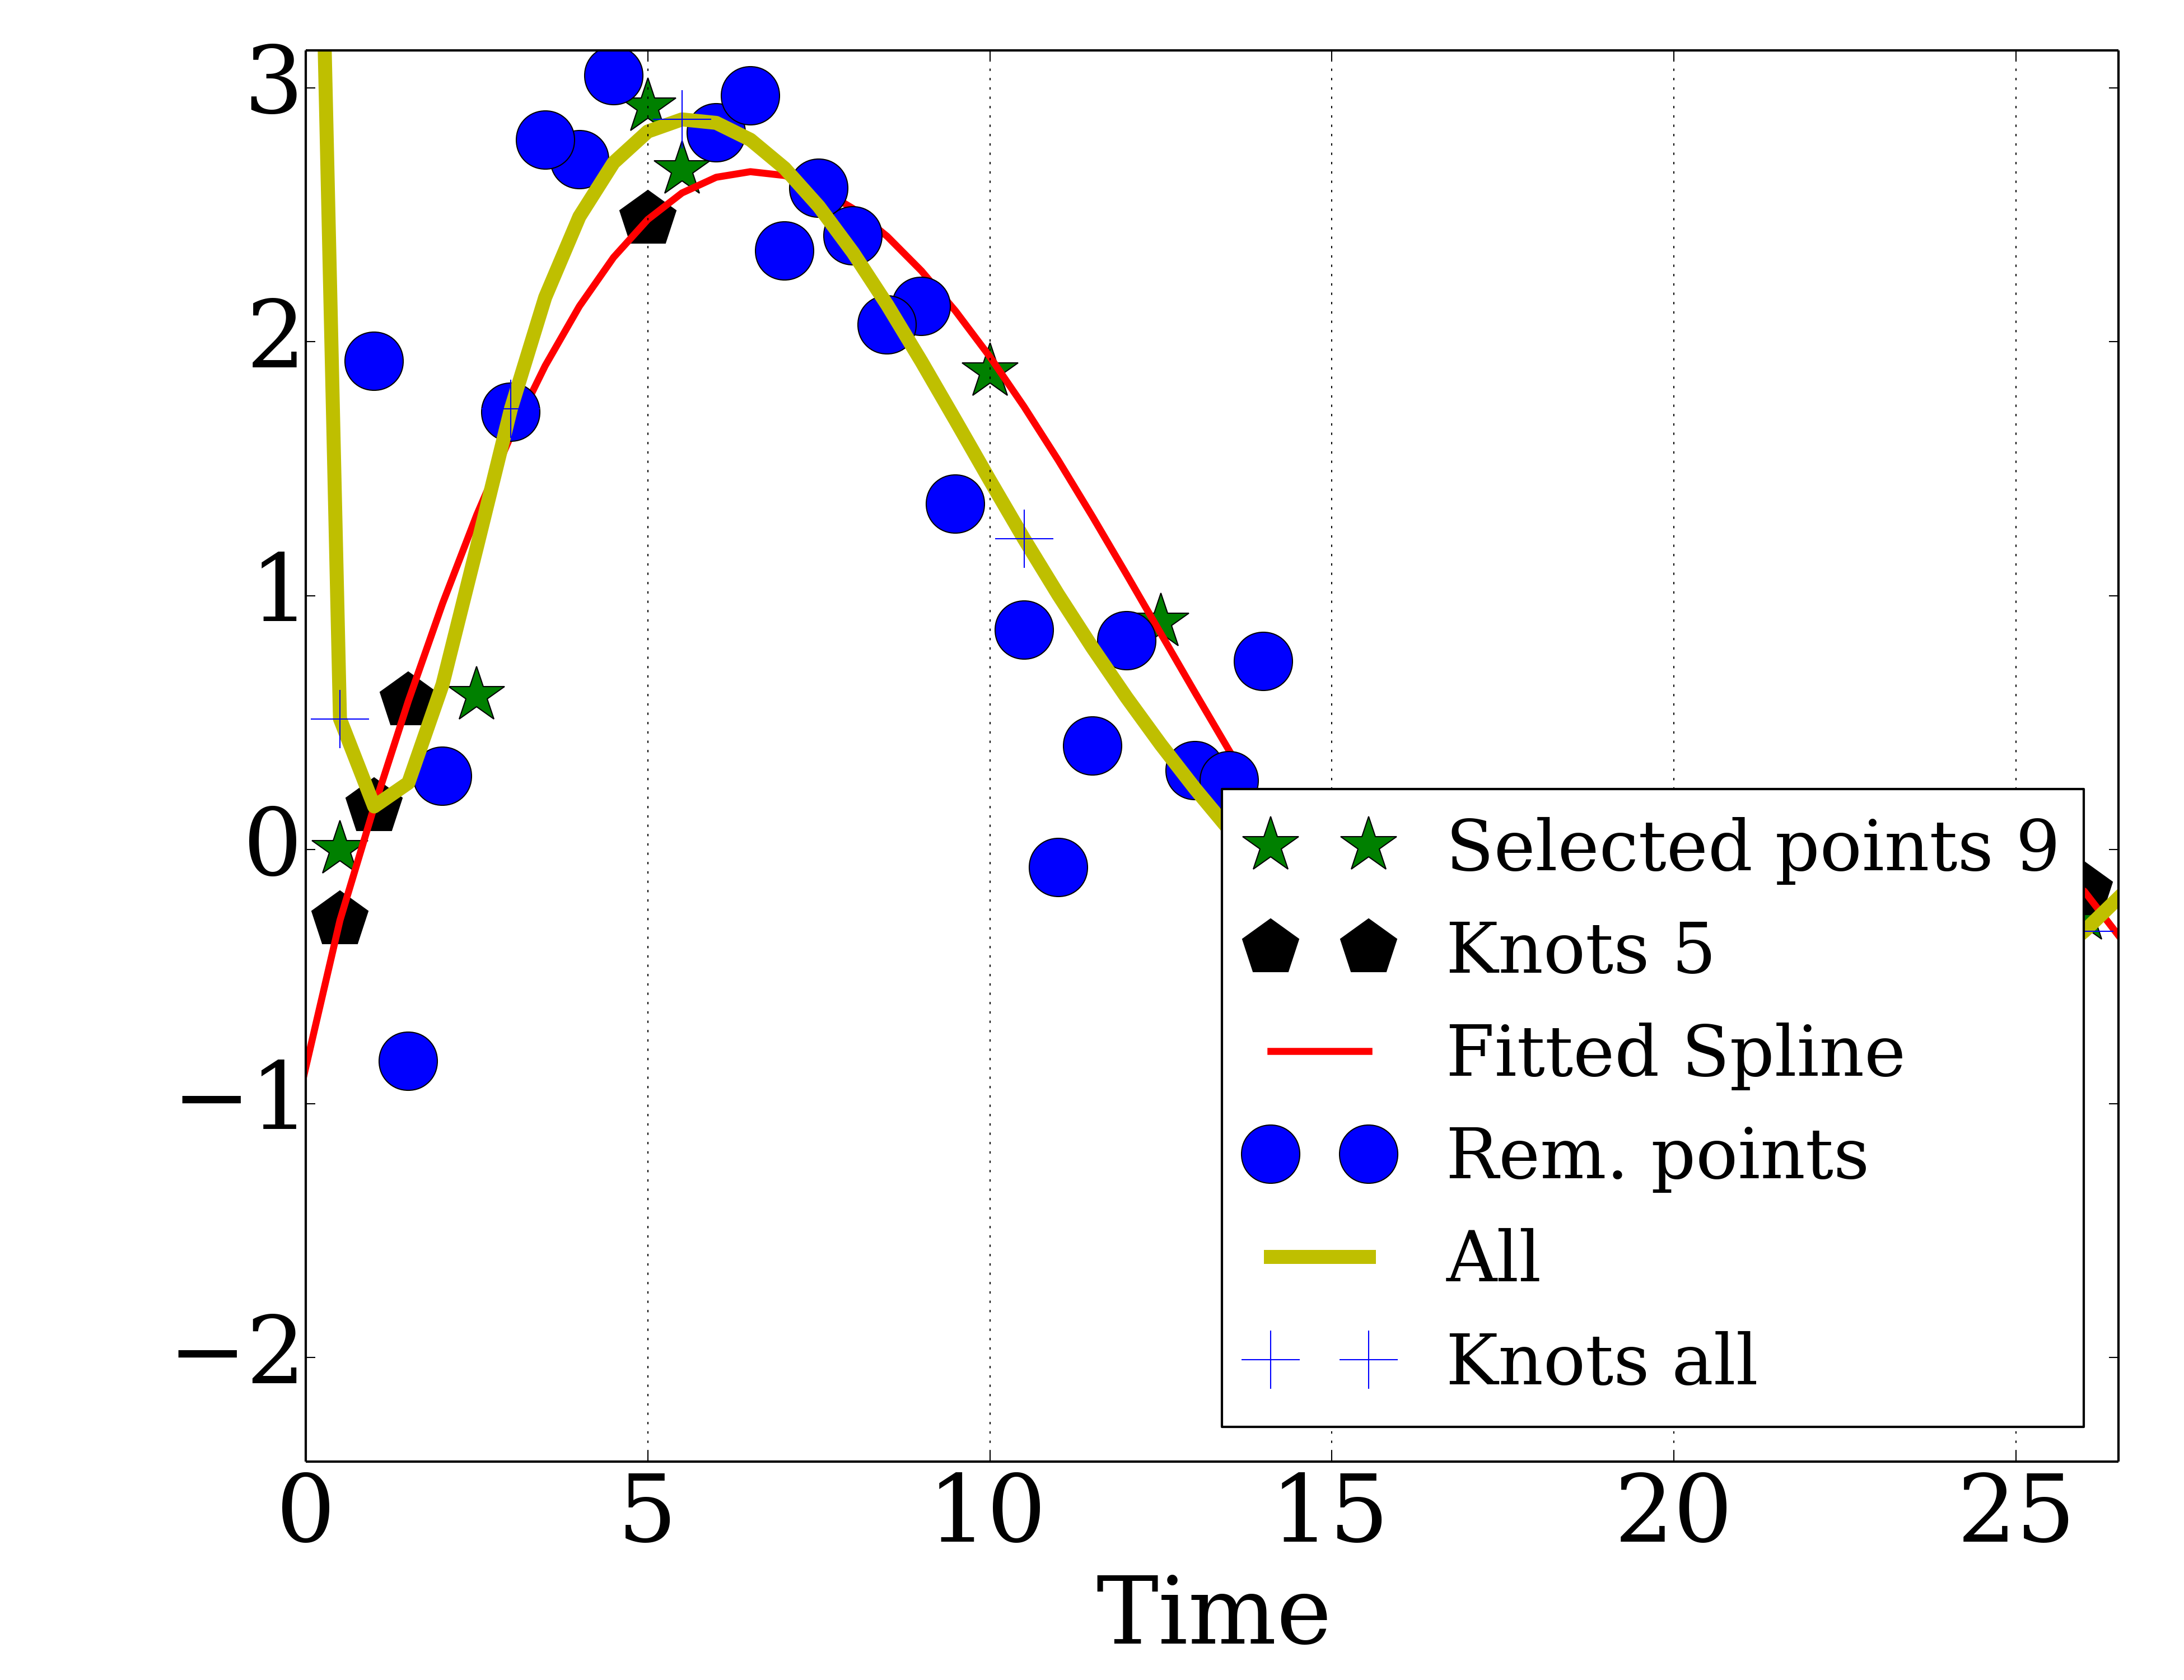 3
2
1
0
−1
−2
Selected points 9
Knots 5
Fitted Spline
Rem. points
All
Knots all
0 5 10 15 20 25
Time